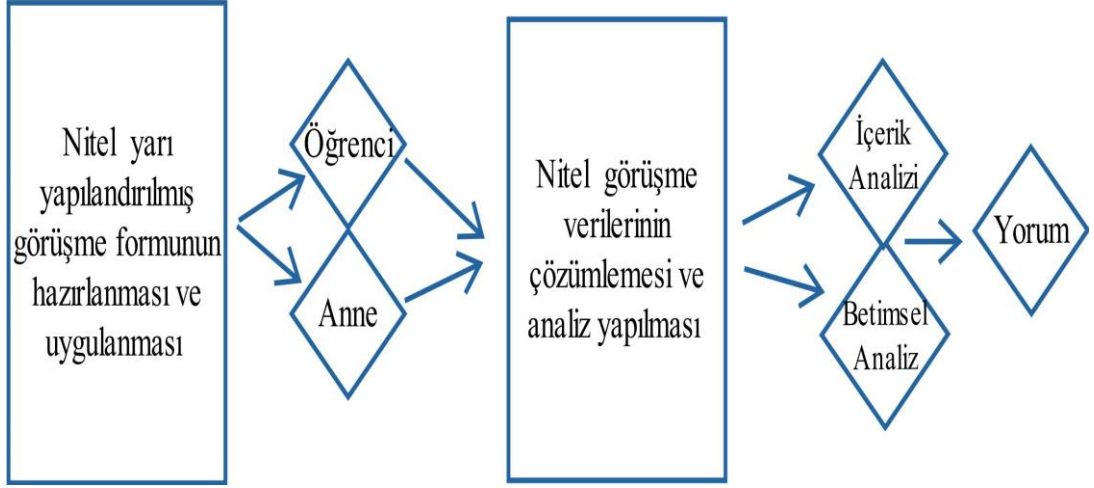 Nitel yarı
yapılandırılmış
görüşme formunun
hazırlanması ve
uygulanması
Öğrenci
Anne
Nitel görüşme
verilerinin
çözümlemesi ve
analiz yapılması
İçerik
Analizi
Betimsel
Analiz
Yorum